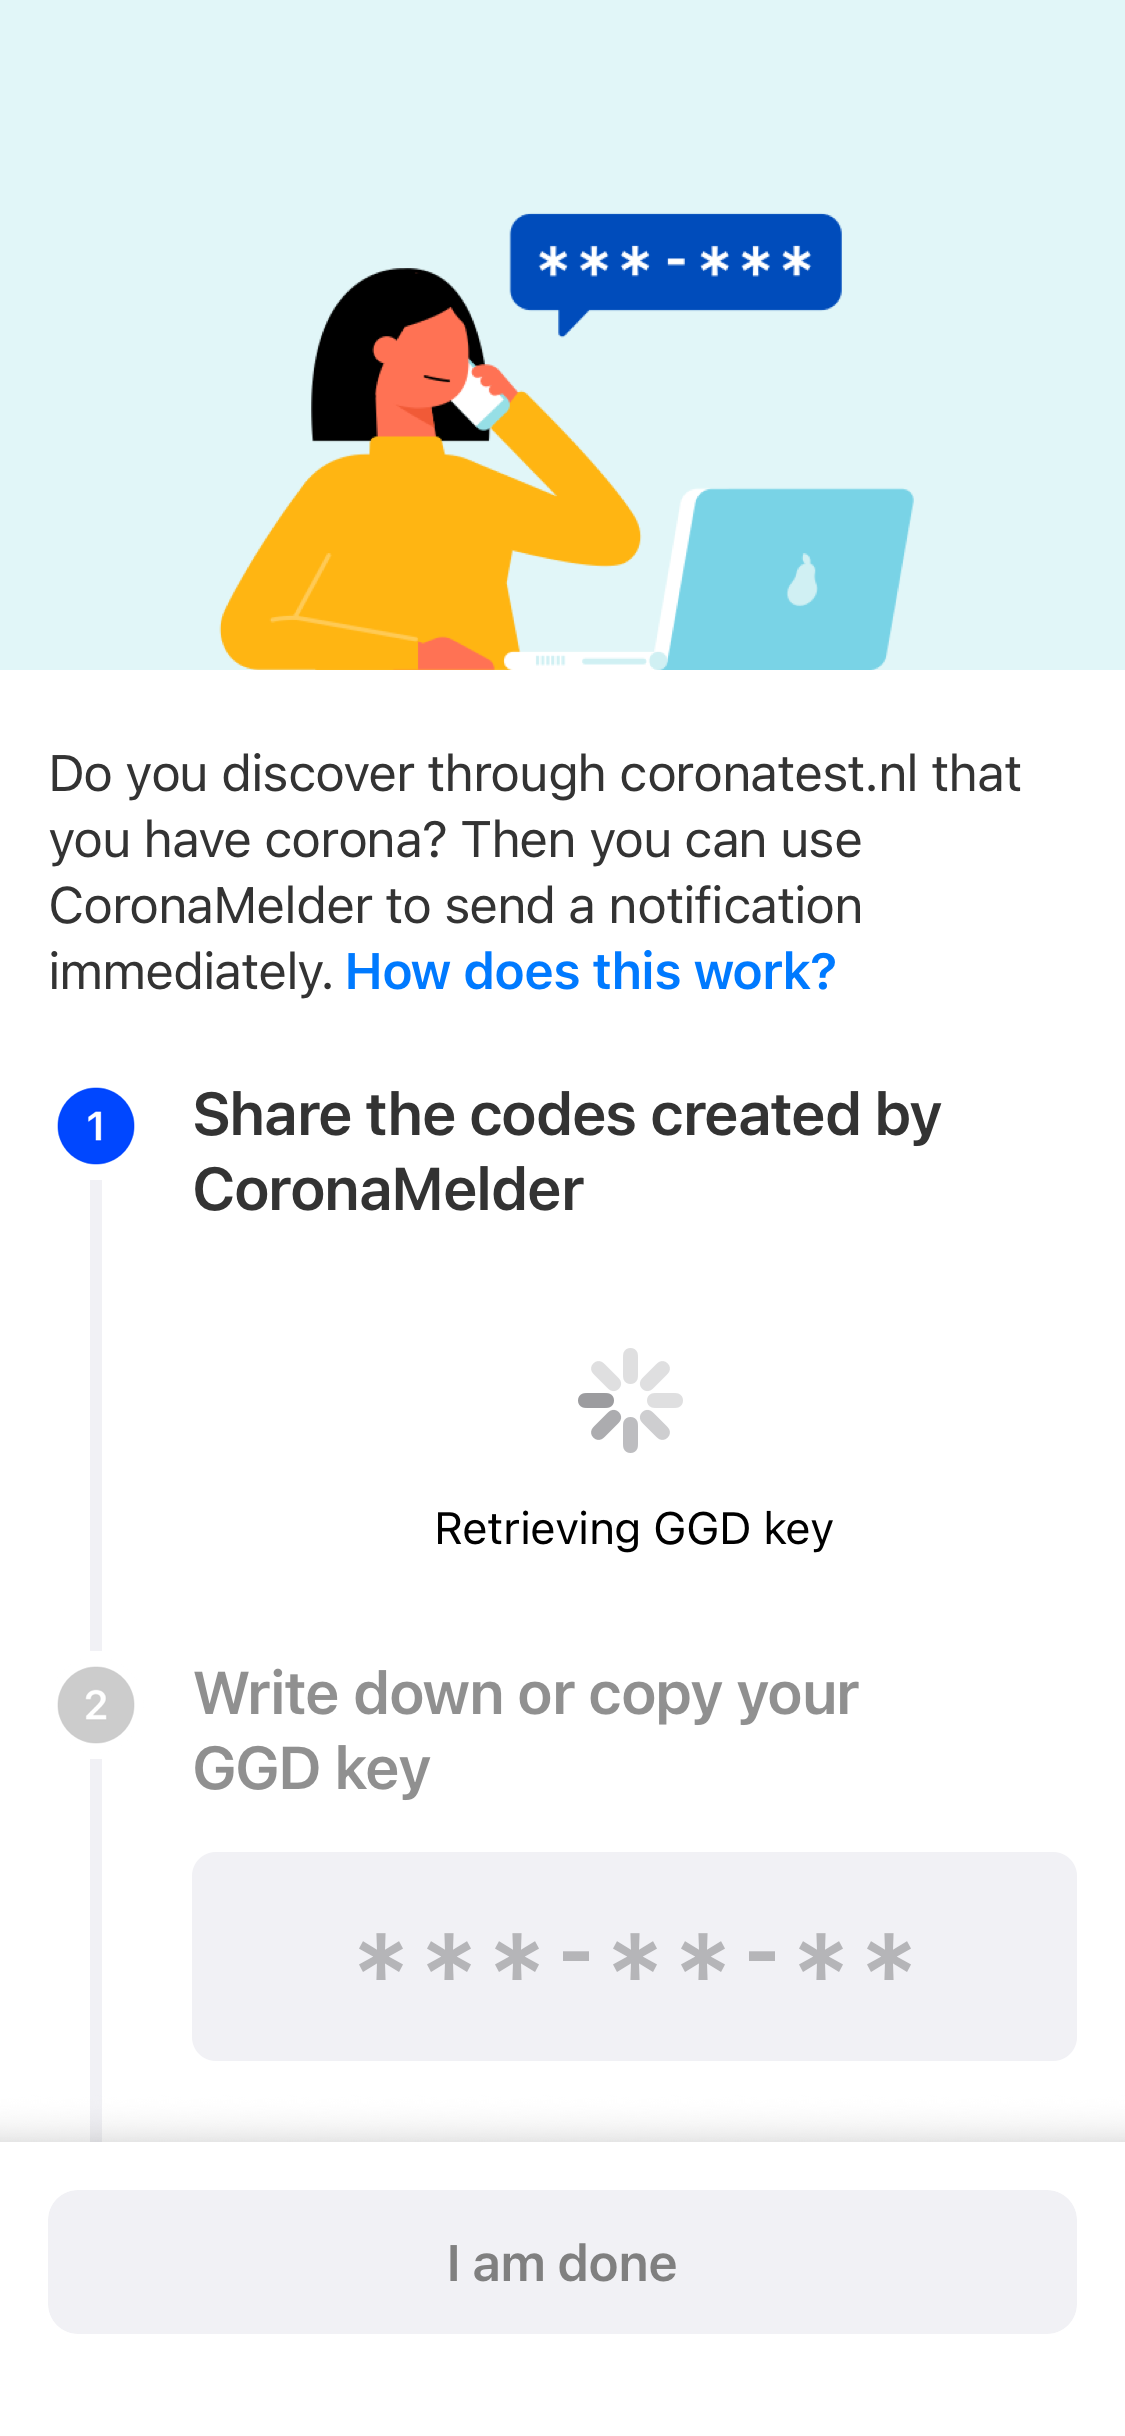 ***-***
Do you discover through coronatest.nl that
you have corona? Then you can use
CoronaMelder to send a notification
immediately. How does this work?
1
Share the codes created by
CoronaMelder
Retrieving GGD key
2
Write down or copy your
GGD key
***-**-**
I am done